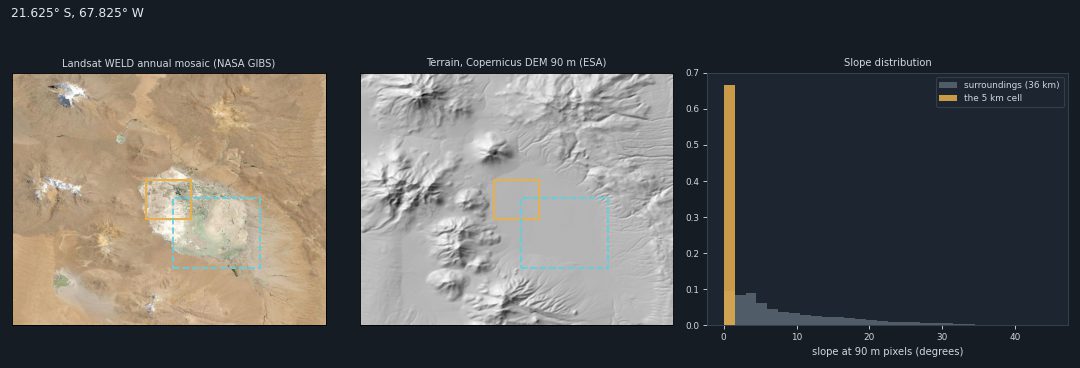 21.625° S, 67.825° W
Landsat WELD annual mosaic (NASA GIBS)
Terrain, Copernicus DEM 90 m (ESA)
Slope distribution
0.7
0.6
0.5
0.4
0.3
0.2
0.1
0.0
surroundings (36 km)
the 5 km cell
0 10 20 30 40
slope at 90 m pixels (degrees)